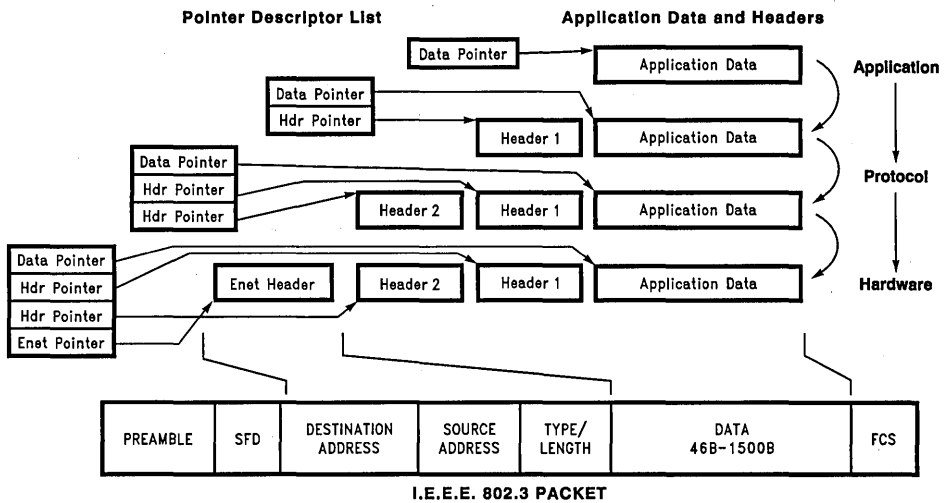 Pointer Descriptor List
Application Data and Headers
Data Pointer
Application Data
Application
Data Pointer
Hdr Pointer
Header 1
Application Data
Protocol
Data Pointer
Hdr Pointer
Hdr Pointer
Header 2
Header 1
Application Data
Data Pointer
Hdr Pointer
Hdr Pointer
Enet Pointer
Enet Header
Header 2
Header 1
Application Data
Hardware
PREAMBLE
SFD
DESTINATION
ADDRESS
SOURCE
ADDRESS
TYPE/
LENGTH
DATA
46B-1500B
FCS
I.E.E.E. 802.3 PACKET